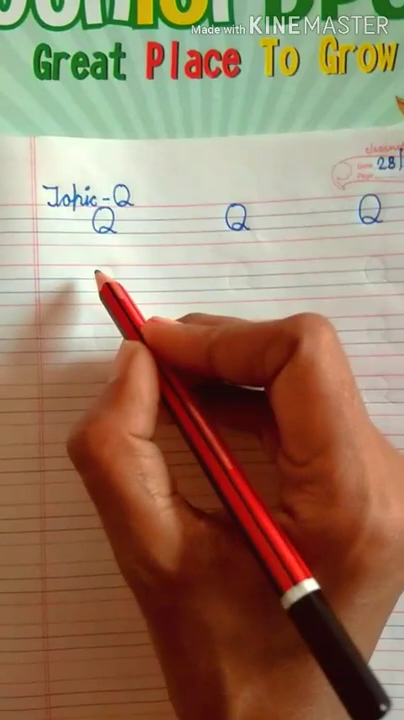 Made with KINEMASTER
Great Place To Grow
28/
Topic-Q
Q Q Q